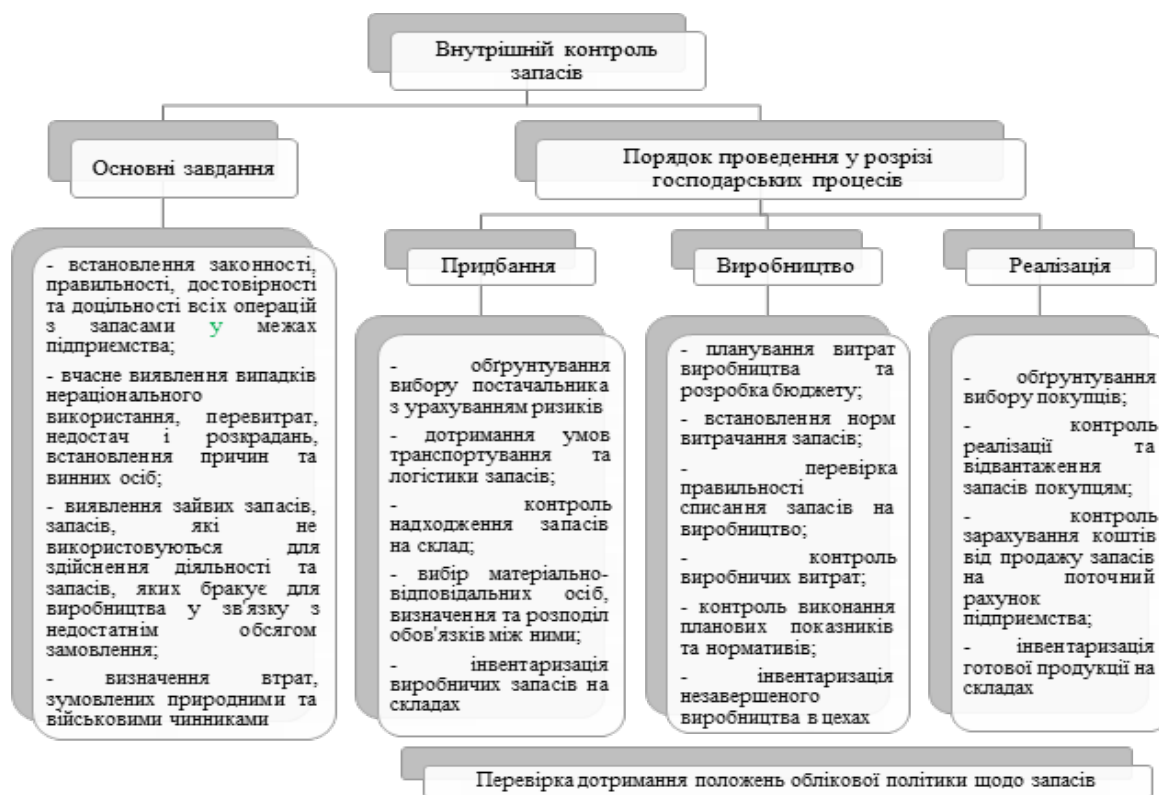 Внутрішній контроль
запасів
Основні завдання
Порядок проведення у розрізі
господарських процесів
- встановлення законності,
правильності, достовірності
та доцільності всіх операцій
з запасами у межах
підприємства;
- вчасне виявлення випадків
нераціонального
використання, перевитрат,
недостач і розкрадань,
встановлення причин та
винних осіб;
- виявлення зайвих запасів,
запасів, які не
використовуються для
здійснення діяльності та
запасів, яких бракує для
виробництва у зв'язку з
недостатнім обсягом
замовлення;
- визначення втрат,
зумовлених природними та
військовими чинниками
Придбання
- обґрунтування
вибору постачальника
з урахуванням ризиків
- дотримання умов
транспортування та
логістики запасів;
- контроль
надходження запасів
на склад;
- вибір матеріально-
відповідальних осіб,
визначення та розподіл
обов'язків між ними;
- інвентаризація
виробничих запасів на
складах
Виробництво
- планування витрат
виробництва та
розробка бюджету;
- встановлення норм
витрачання запасів;
- перевірка
правильності
списання запасів на
виробництво;
- контроль
виробничих витрат;
- контроль виконання
планових показників
та нормативів;
- інвентаризація
незавершеного
виробництва в цехах
Реалізація
- обґрунтування
вибору покупців;
- контроль
реалізації та
відвантаження
запасів покупцям;
- контроль
зарахування коштів
від продажу запасів
на поточний
рахунок
підприємства;
- інвентаризація
готової продукції на
складах
Перевірка дотримання положень облікової політики щодо запасів